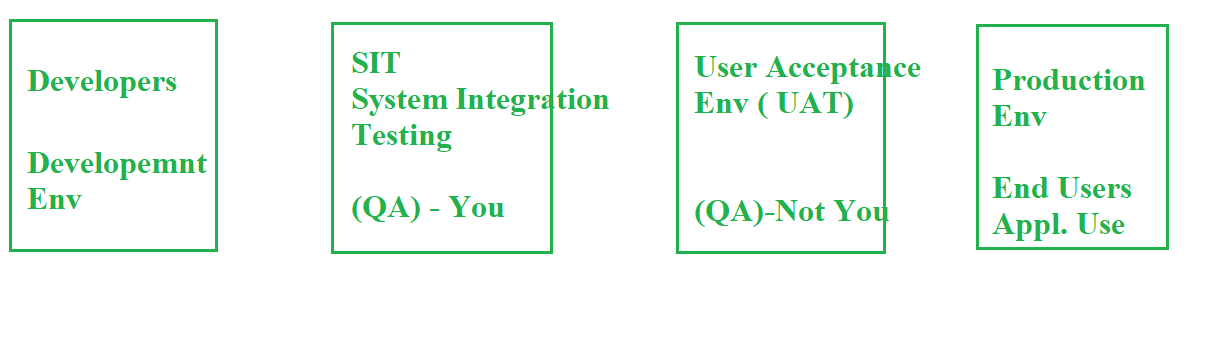 Developers
Developemnt
Env
SIT
System Integration
Testing
(QA) - You
User Acceptance
Env ( UAT)
(QA)-Not You
Production
Env
End Users
Appl. Use